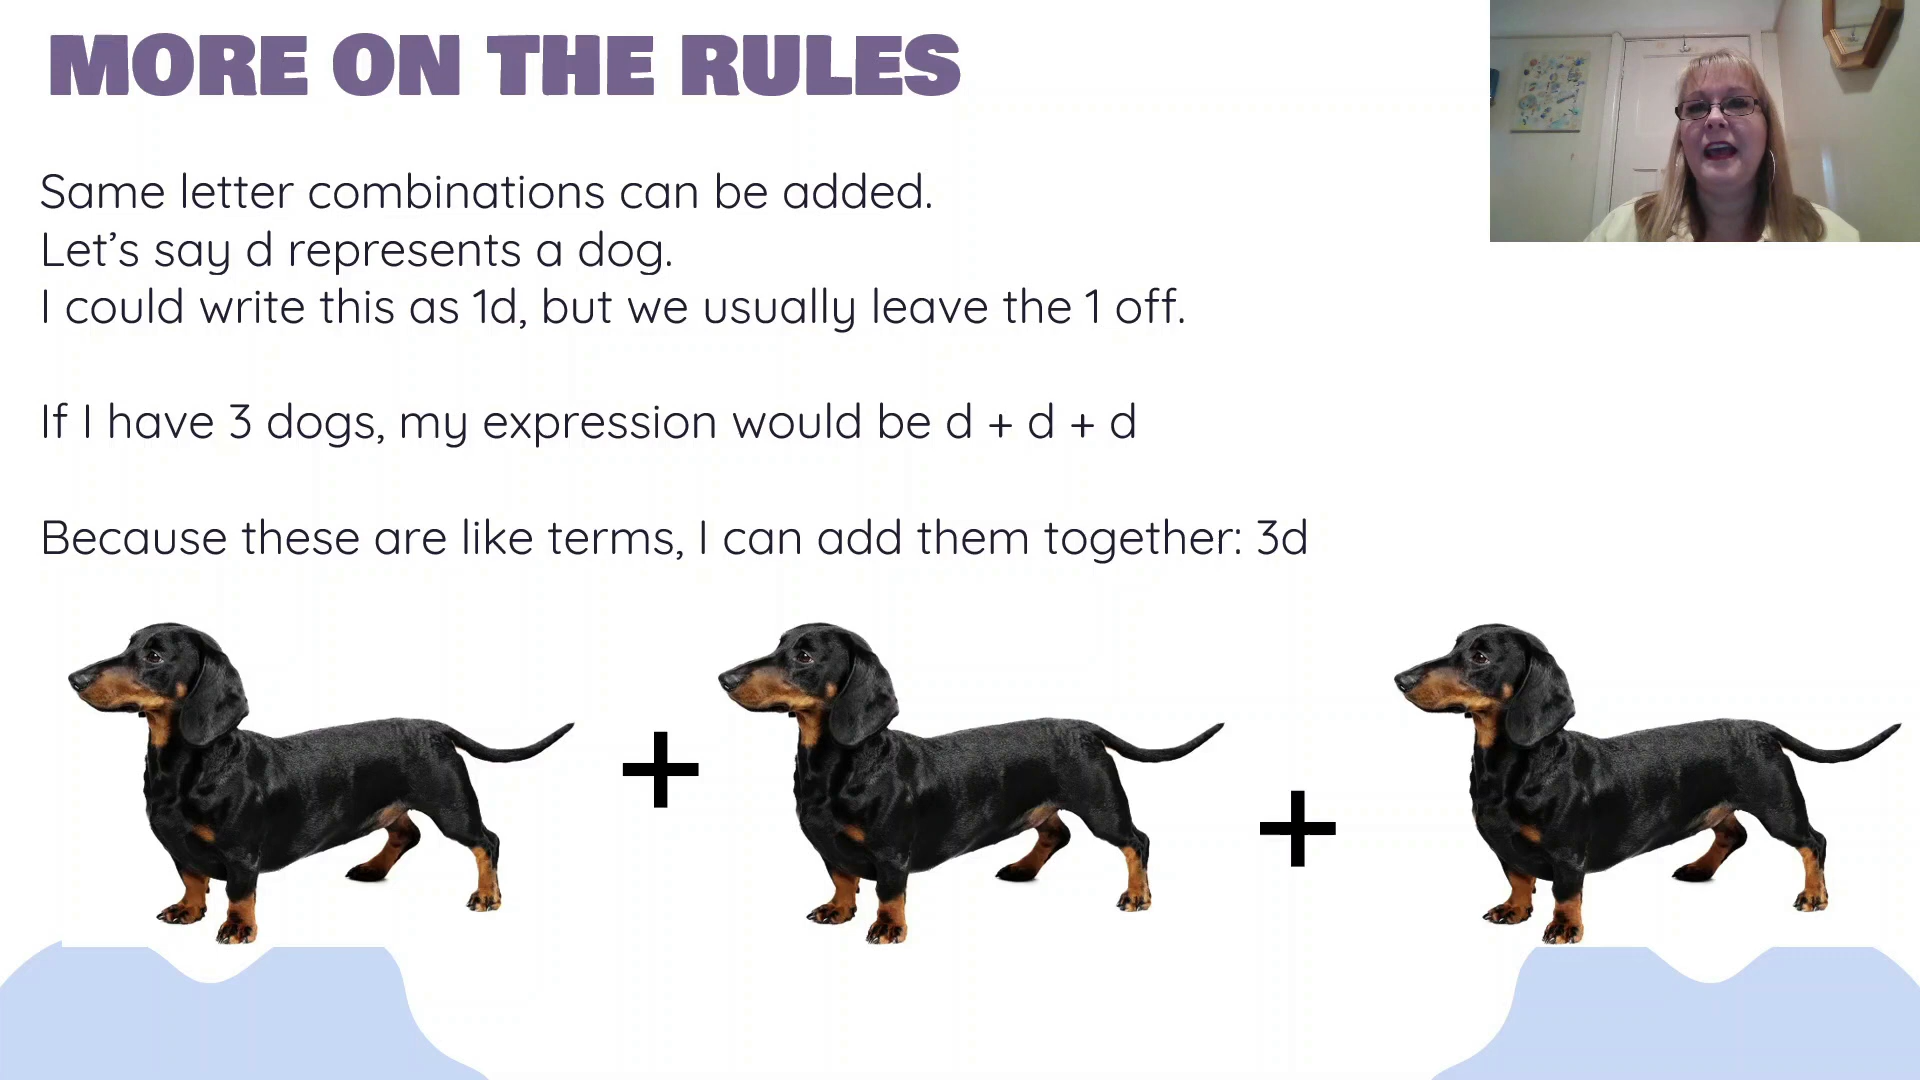 MORE ON THE RULES
Same letter combinations can be added.
Let’s say d represents a dog.
I could write this as 1d, but we usually leave the 1 off.
If I have 3 dogs, my expression would be d + d + d
Because these are like terms, I can add them together: 3d
+
+